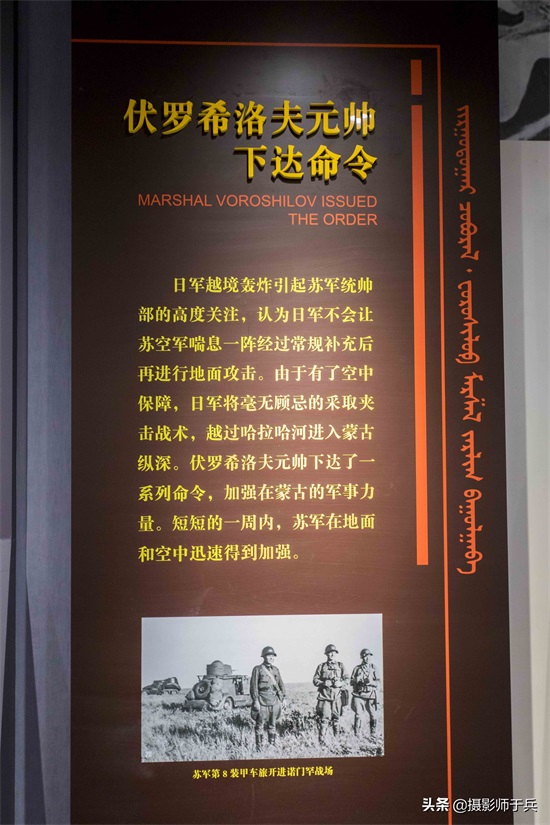 伏罗希洛夫元帅
下达命令
MARSHAL VOROSHILOV ISSUED
THE ORDER
日军越境轰炸引起苏军统帅
部的高度关注，认为日军不会让
苏空军喘息一阵经过常规补充后
再进行地面攻击。由于有了空中
保障，日军将毫无顾忌的采取夹
击战术，越过哈拉哈河进入蒙古
纵深。伏罗希洛夫元帅下达了一
系列命令，加强在蒙古的军事力
量。短短的一周内，苏军在地面
和空中迅速得到加强。
苏军第8装甲车旅开进诺门罕战场
头条 @摄影师于兵